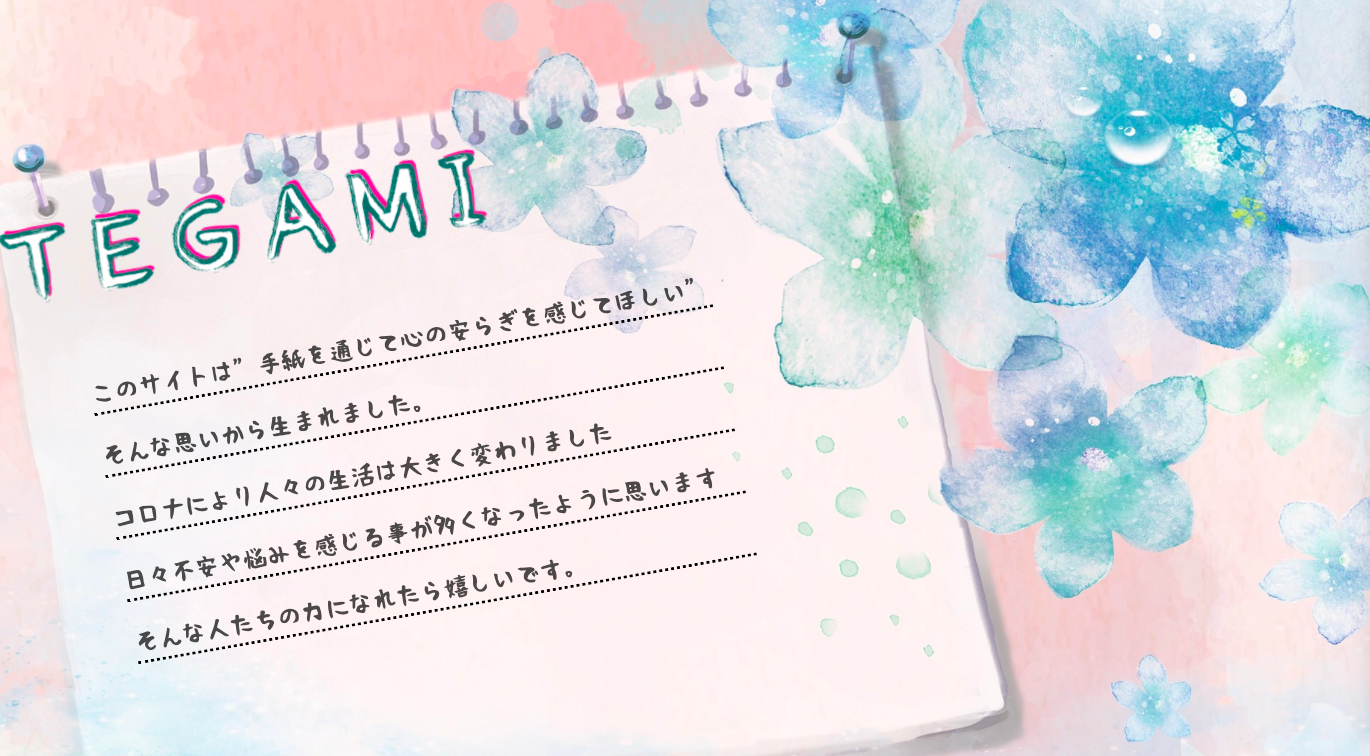 TEGAMI
このサイトは”手紙を通じて心の安らぎを感じてほしい”
そんな思いから生まれました。
コロナにより人々の生活は大きく変わりました
日々不安や悩みを感じる事が多くなったように思います
そんな人たちの力になれたら嬉しいです。